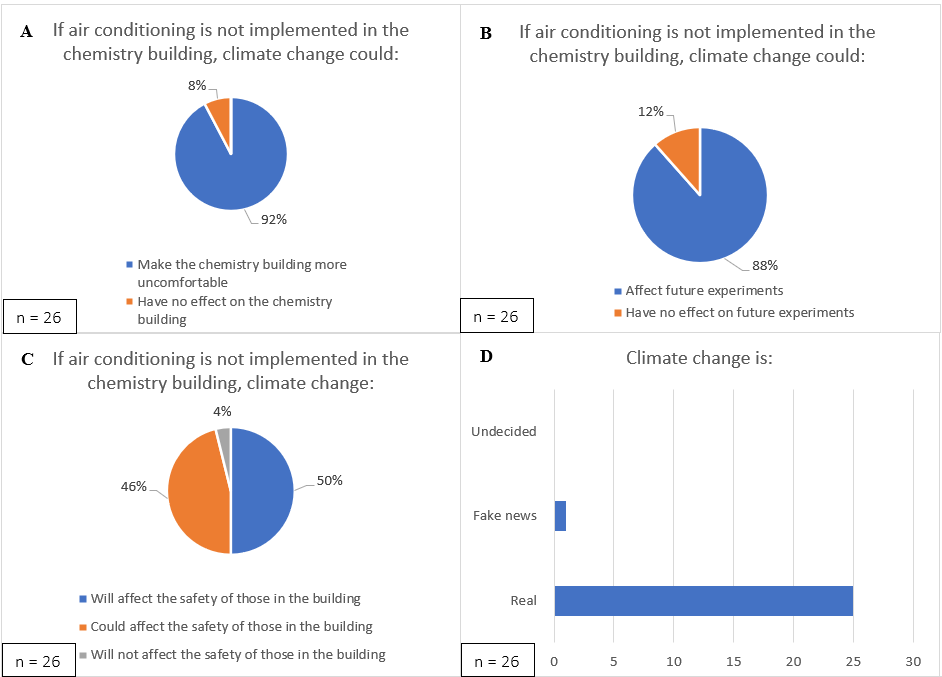 A If air conditioning is not implemented in the
chemistry building, climate change could:
8%
92%
Make the chemistry building more
uncomfortable
Have no effect on the chemistry
building
n = 26
B If air conditioning is not implemented in the
chemistry building, climate change could:
12%
88%
Affect future experiments
Have no effect on future experiments
n = 26
C If air conditioning is not implemented in the
chemistry building, climate change:
4%
46%
50%
Will affect the safety of those in the building
Could affect the safety of those in the building
Will not affect the safety of those in the building
n = 26
D Climate change is:
Undecided
Fake news
Real
0 5 10 15 20 25 30
n = 26